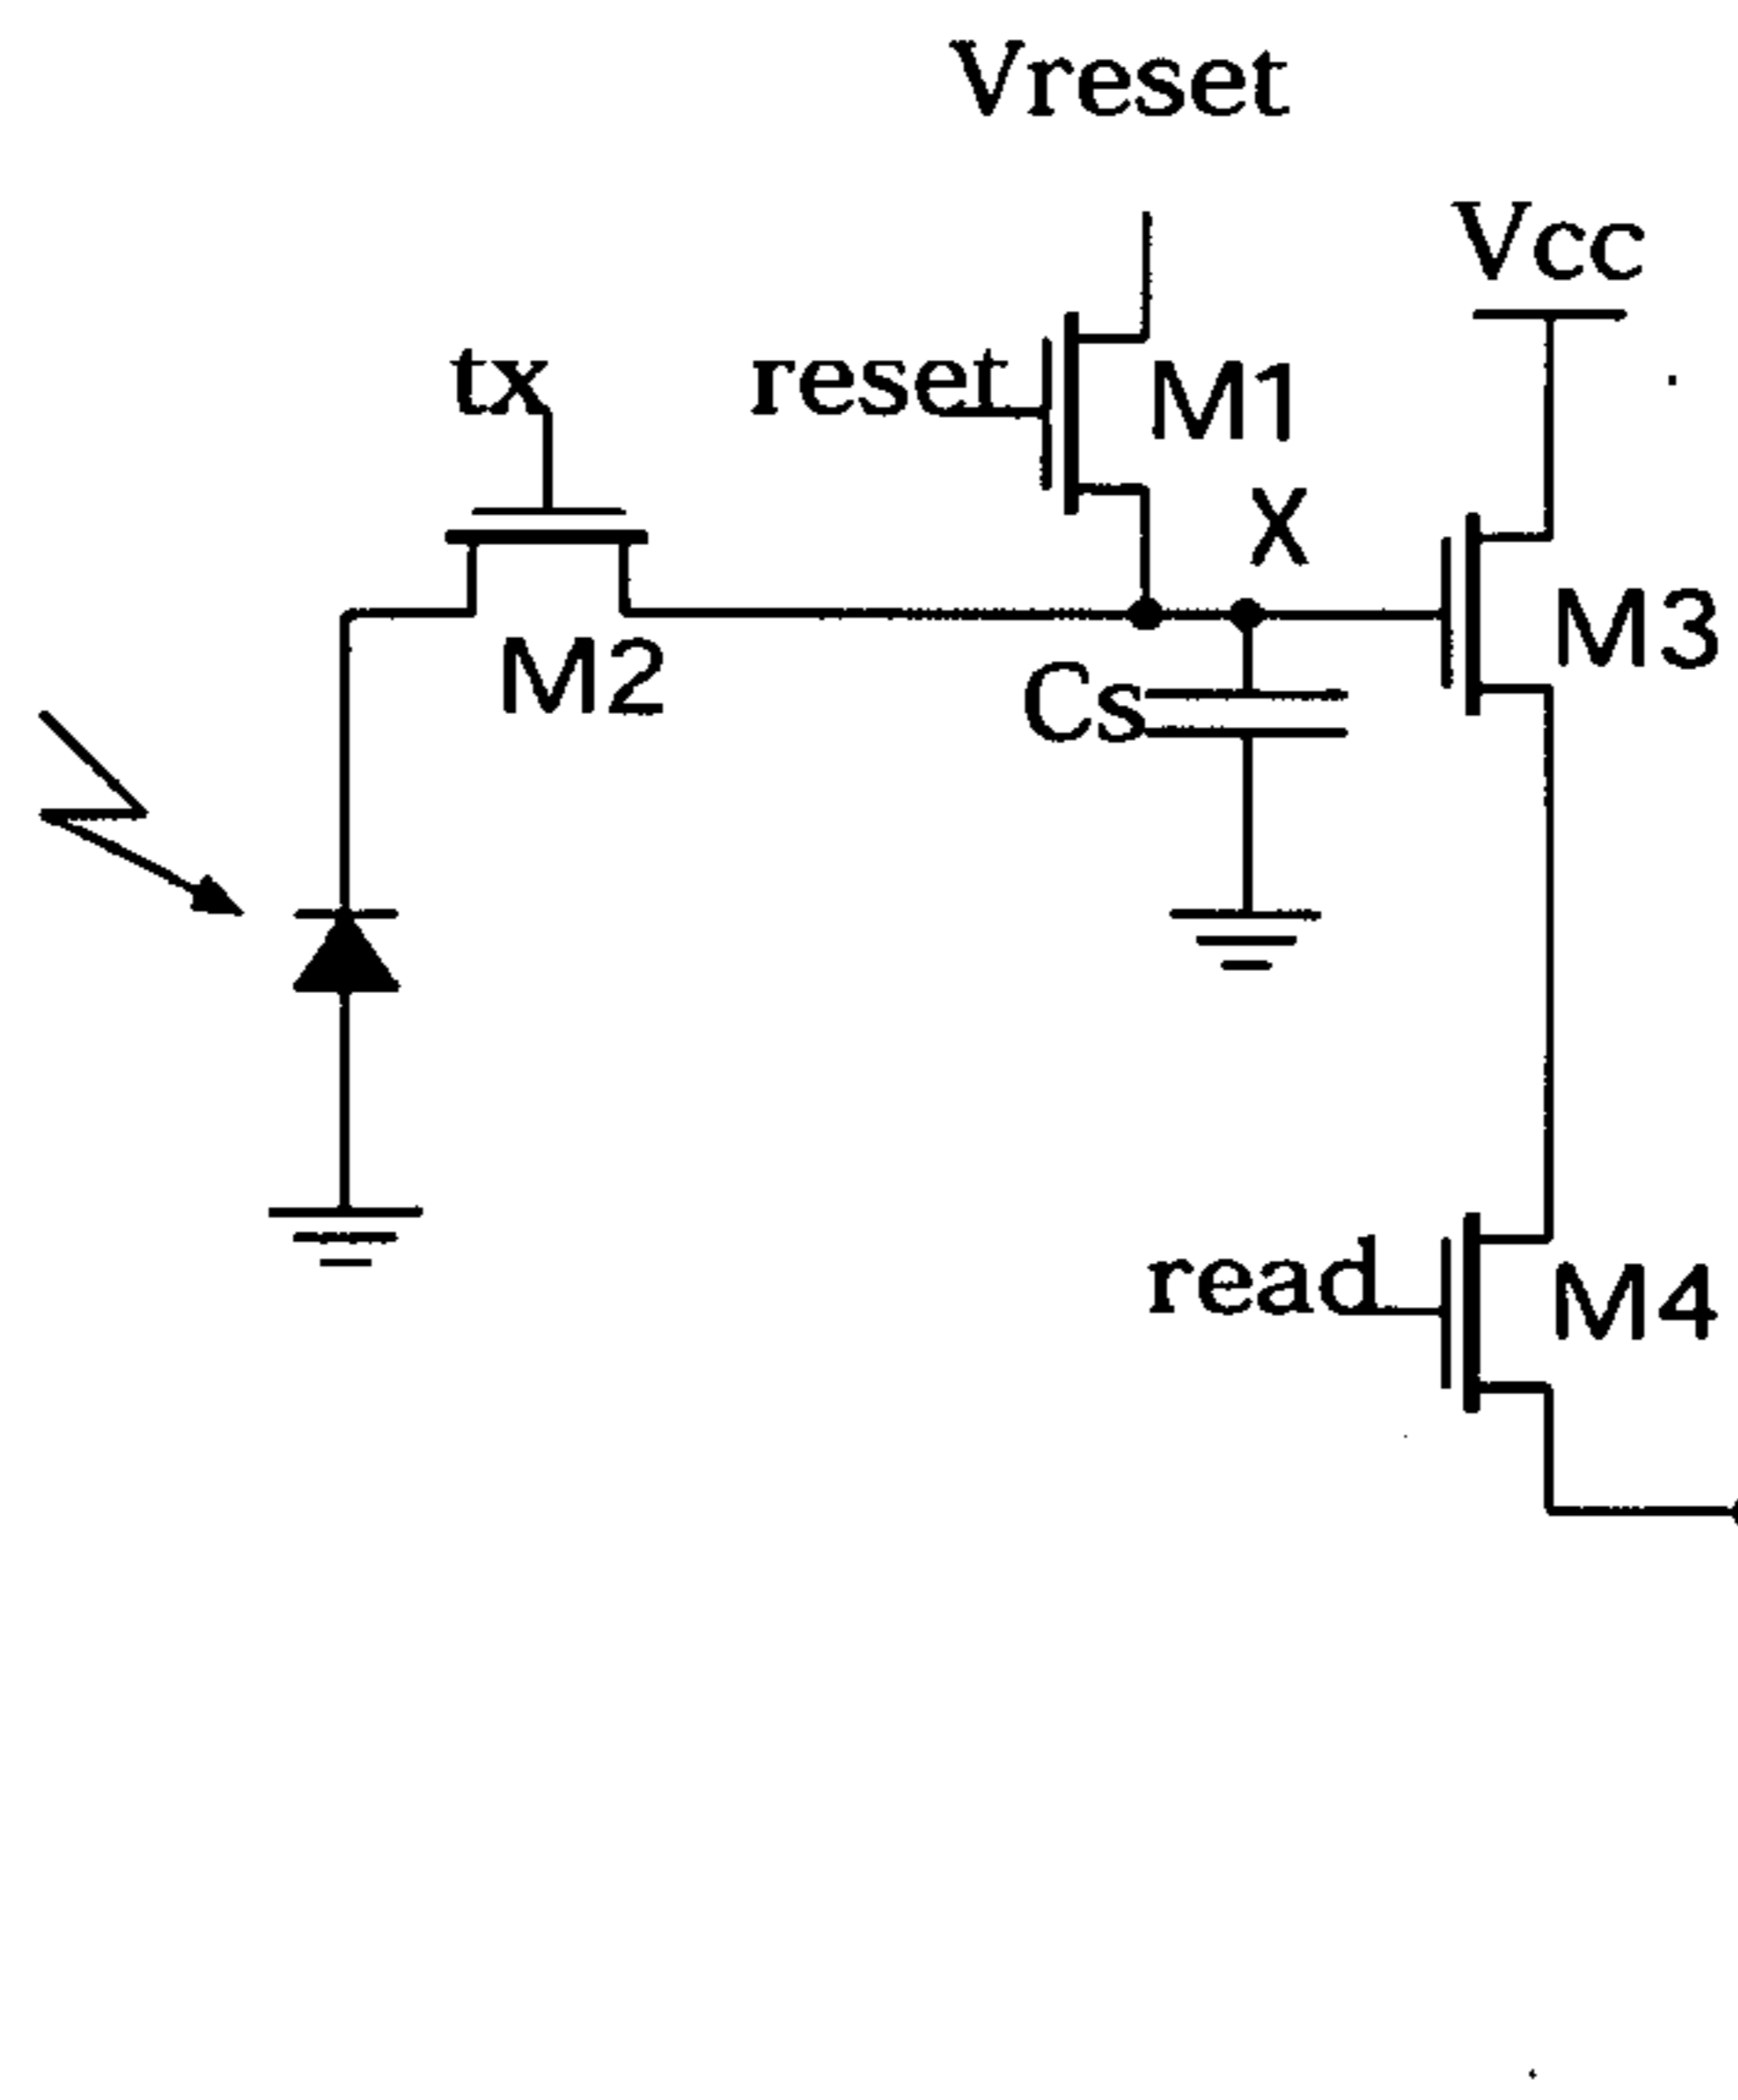 Vreset
Vcc
tx
reset
M1
X
M2
M3
Cs
read
M4